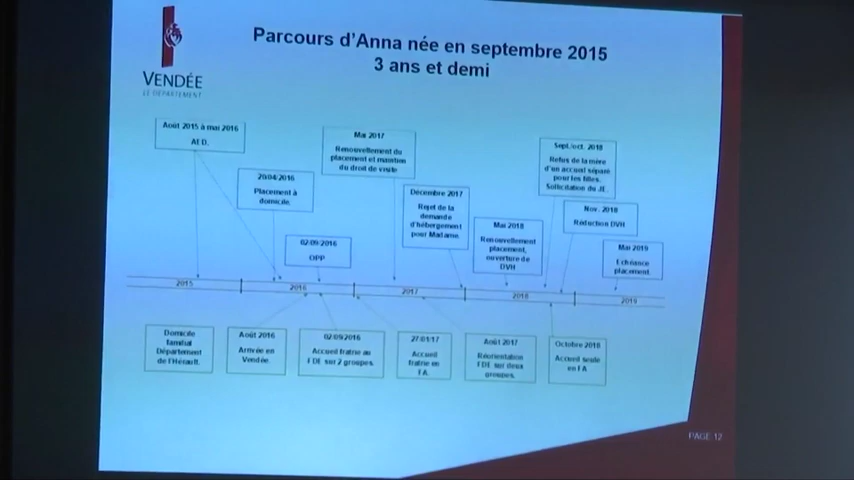 VENDÉE
LE DÉPARTEMENT
Parcours d'Anna née en septembre 2015
3 ans et demi
Août 2015 à mai 2016
AED.
20/04/2016
Placement à
domicile
02/09/2016
OPP
Mai 2017
Renouvellement du
placement et maintien
du droit de visite
Décembre 2017
Rejet de la
demande
d'hébergement
pour Madame
Mai 2018
Renouvellement
placement,
ouverture de
DVH
Sept./oct. 2018
Refus de la mère
d'un accueil séparé
pour les filles.
Sollicitation du JE.
Nov. 2018
Réduction DVH
Mai 2019
Echéance
placement
2015
2016
2017
2018
2019
Domicile
familial
Département
de l'Hérault.
Août 2016
Arrivée en
Vendée.
02/09/2016
Accueil fratrie au
FDE sur 2 groupes.
27/01/17
Accueil
fratrie en
FA.
Août 2017
Réorientation
FDE sur deux
groupes.
Octobre 2018
Accueil seule
en FA
PAGE 12